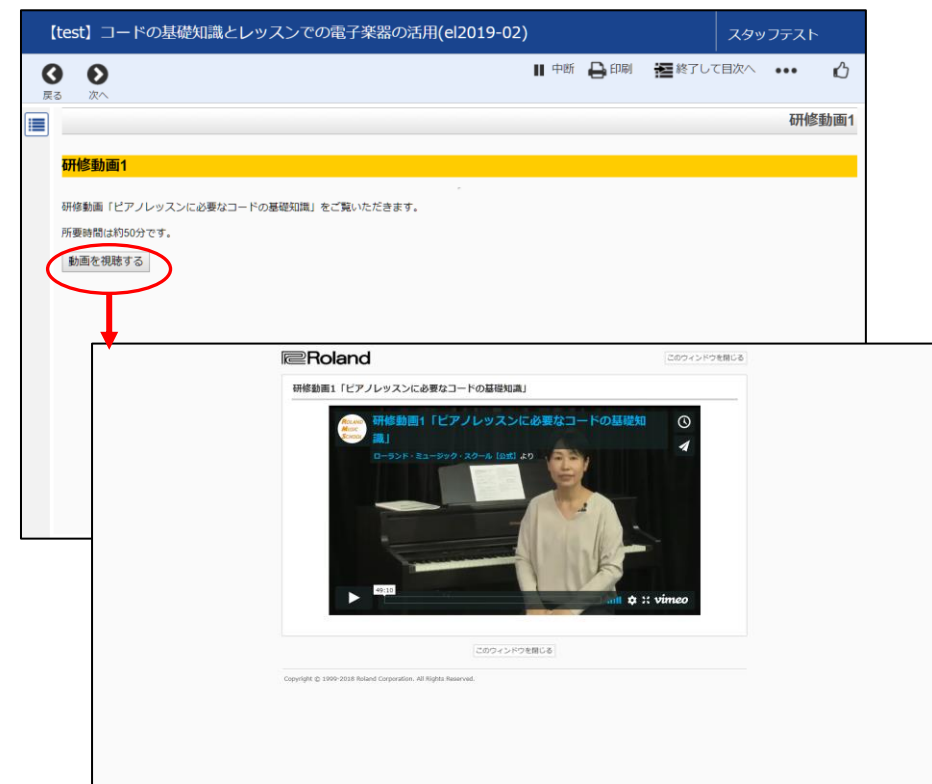 【test】コードの基礎知識とレッスンでの電子楽器の活用(el2019-02)
スタッフテスト
戻る
次へ
中断
印刷
終了して目次へ
研修動画1
研修動画1
研修動画「ピアノレッスンに必要なコードの基礎知識」をご覧いただきます。
所要時間は約50分です。
動画を視聴する
Roland
このウィンドウを閉じる
研修動画1「ピアノレッスンに必要なコードの基礎知識」
ROLAND
MUSIC
SCHOOL
研修動画1「ピアノレッスンに必要なコードの基礎知
識」
ローランド・ミュージック・スクール【公式】 より
49:10
vimeo
このウィンドウを閉じる
Copyright © 1999-2018 Roland Corporation. All Rights Reserved.